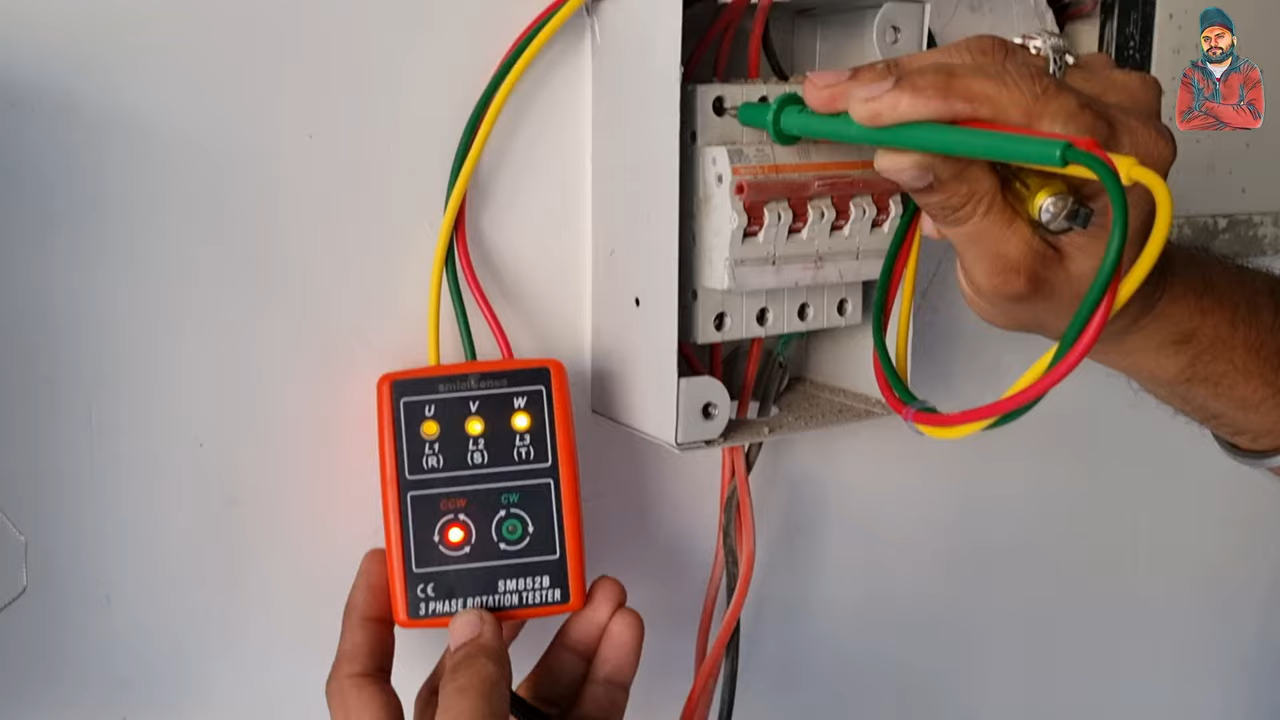 U V W
L1 L2 L3
(R) (S) (T)
CCW CW
CE SM852B
3 PHASE ROTATION TESTER